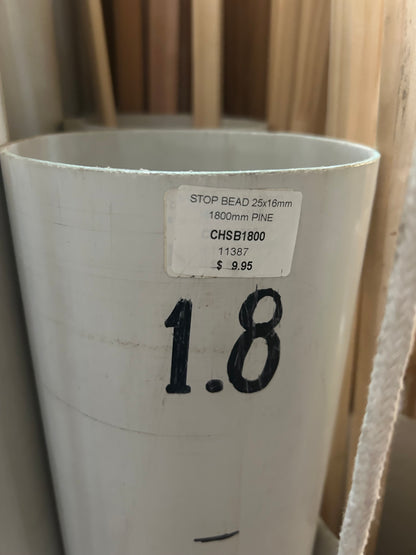 STOP BEAD 25x16mm
1800mm PINE
CHSB1800
11387
$ 9.95
1.8